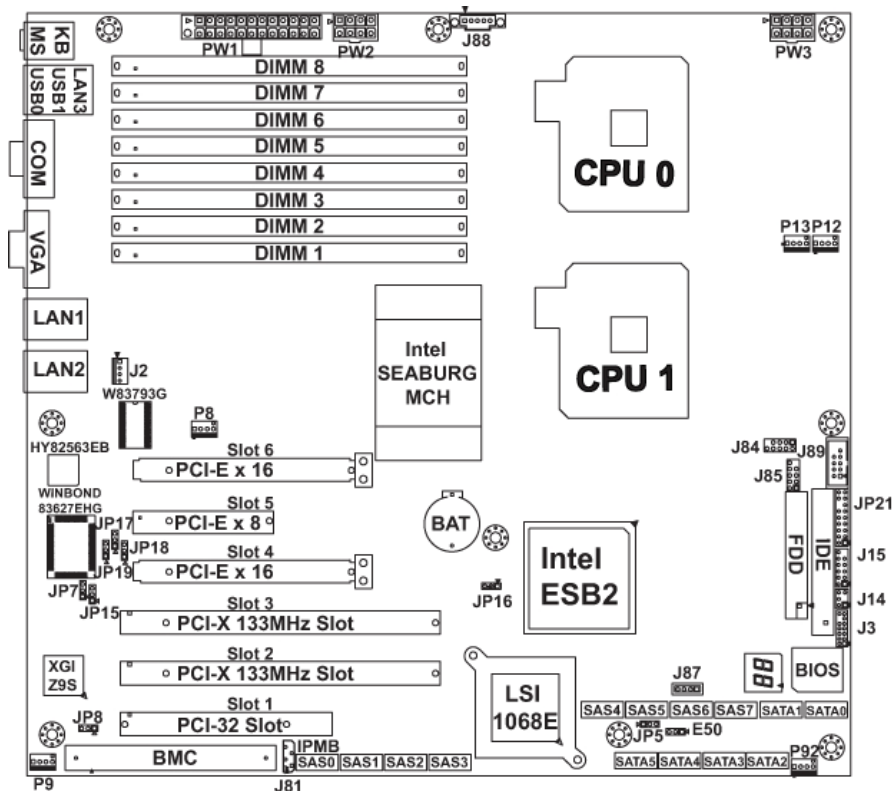 KB
MS
PW1
PW2
J88
PW3
LAN3
USB1
USB0
DIMM 8
DIMM 7
DIMM 6
DIMM 5
DIMM 4
DIMM 3
DIMM 2
DIMM 1
COM
VGA
LAN1
LAN2
CPU 0
P13
P12
CPU 1
Intel
SEABURG
MCH
J2
W83793G
P8
HY82563EB
WINBOND
83627EHG
Slot 6
PCI-E x 16
Slot 5
PCI-E x 8
JP17
JP18
JP19
Slot 4
PCI-E x 16
JP7
JP15
BAT
Intel
ESB2
JP16
J84
J89
J85
JP21
FDD
IDE
J15
J14
J3
Slot 3
PCI-X 133MHz Slot
Slot 2
PCI-X 133MHz Slot
XGI
Z9S
Slot 1
PCI-32 Slot
JP8
LSI
1068E
J87
88
BIOS
SAS4
SAS5
SAS6
SAS7
SATA1
SATA0
JP5
E50
BMC
IPMB
SAS0
SAS1
SAS2
SAS3
SATA5
SATA4
SATA3
SATA2
P92
P9
J81